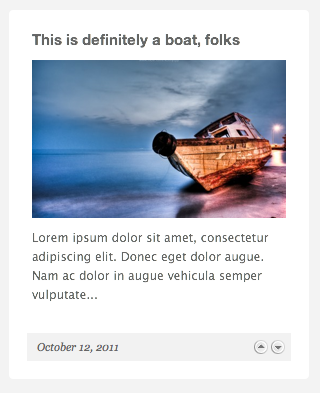 This is definitely a boat, folks
Lorem ipsum dolor sit amet, consectetur
adipiscing elit. Donec eget dolor augue.
Nam ac dolor in augue vehicula semper
vulputate...
October 12, 2011